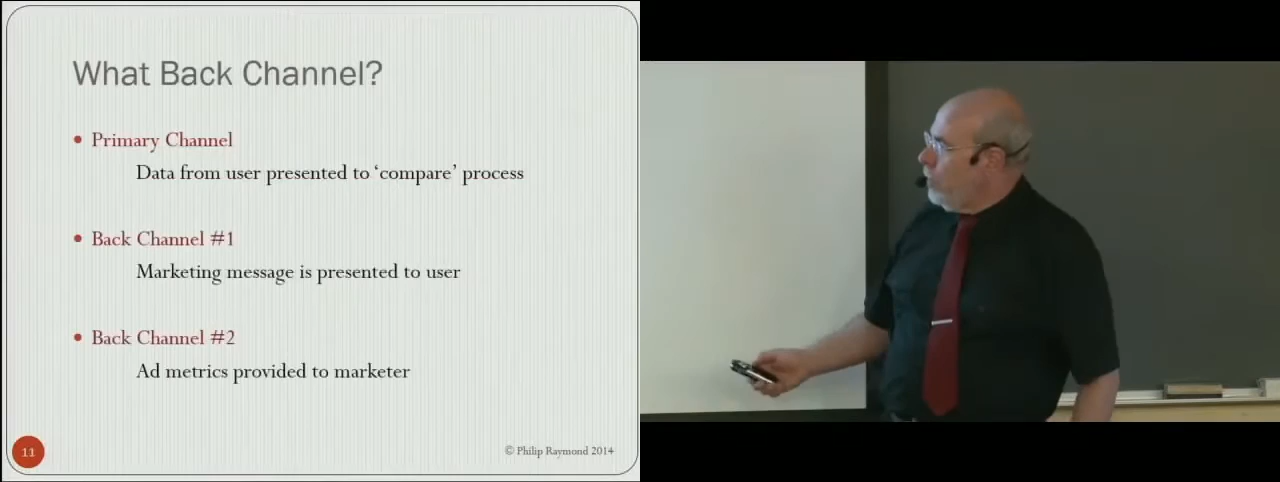 What Back Channel?
• Primary Channel
Data from user presented to ‘compare’ process
• Back Channel #1
Marketing message is presented to user
• Back Channel #2
Ad metrics provided to marketer
11
© Philip Raymond 2014